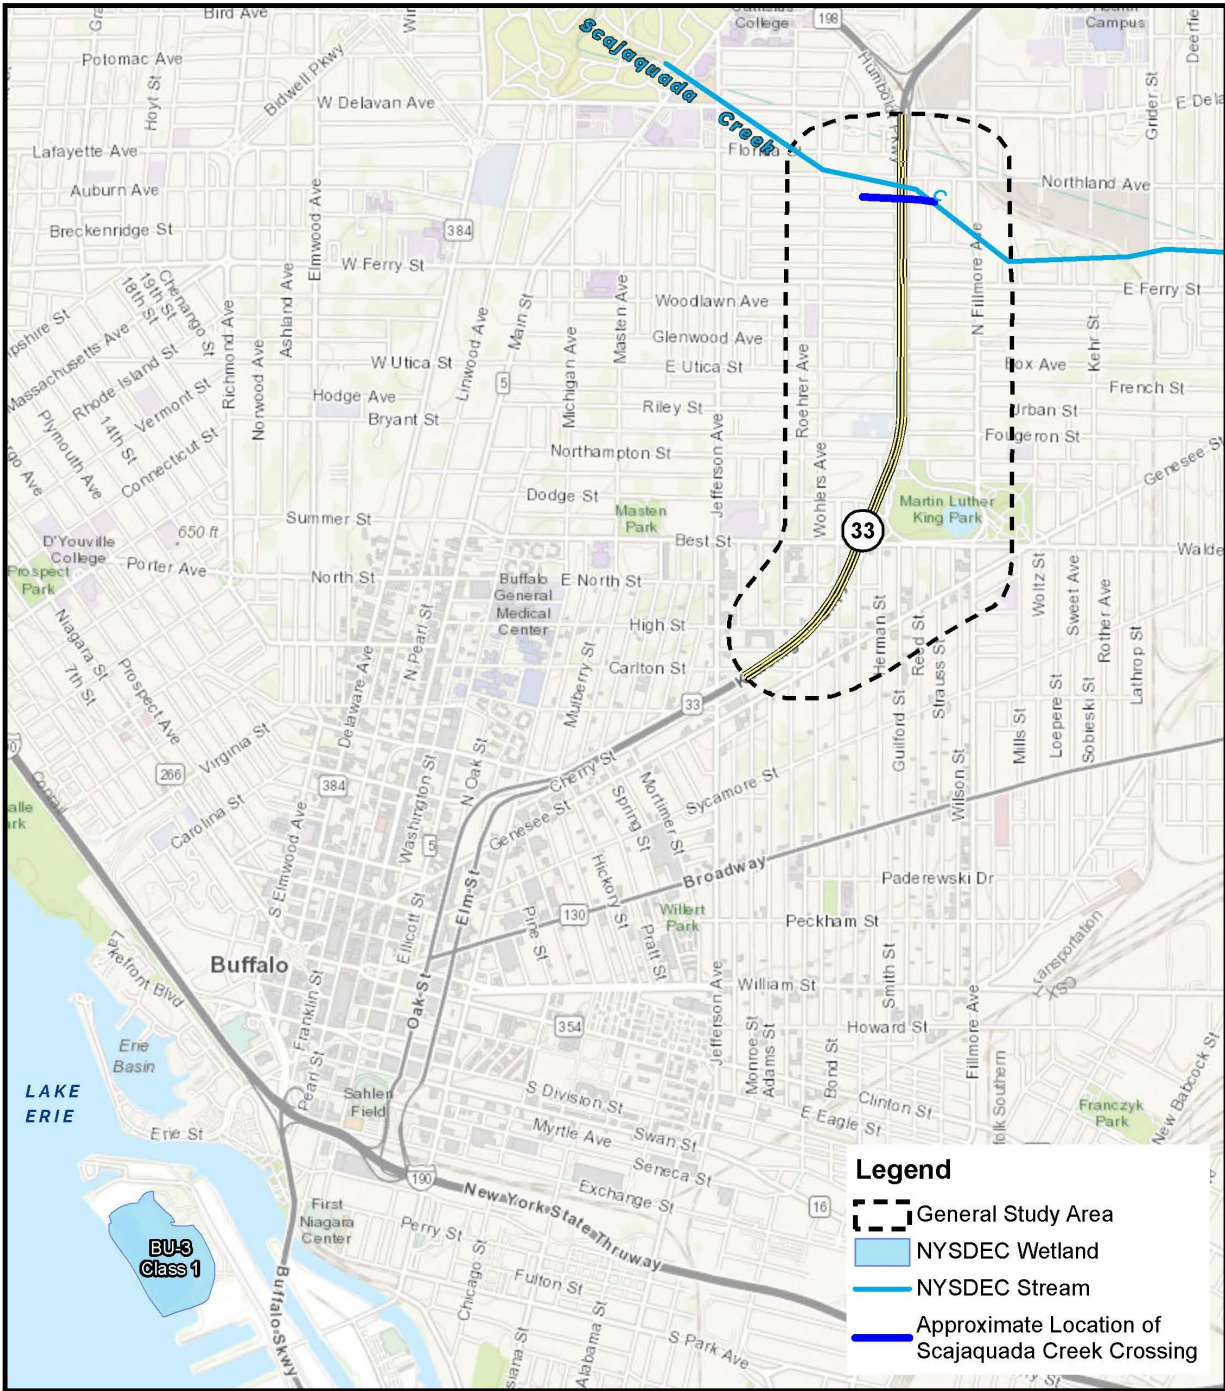 Bird Ave
College
198
Campus
Potomac Ave
Hoyt St
Bidwell Pkwy
W Delavan Ave
Scajaquada Creek
Grider St
Lafayette Ave
Florida St
Auburn Ave
Northland Ave
Breckenridge St
Elmwood Ave
384
W Ferry St
N Fillmore Ave
E Ferry St
Chenango St
19th St
18th St
Massachusetts Ave
Rhode Island St
Richmond Ave
Ashland Ave
Norwood Ave
Linwood Ave
Main St
Michigan Ave
Masten Ave
Woodlawn Ave
Glenwood Ave
E Utica St
W Utica St
5
Kehr St
Box Ave
French St
Vermont St
14th St
Plymouth Ave
Connecticut St
Hodge Ave
Bryant St
Riley St
Roehrer Ave
Urban St
Fougeron St
Genesee St
Northampton St
Jefferson Ave
Wohlers Ave
Dodge St
Masten
Park
Martin Luther
King Park
33
Summer St
650 ft
Best St
D'Youville
College
Porter Ave
Prospect
Park
North St
Buffalo
General
Medical
Center
E North St
High St
Carlton St
Woltz St
Sweet Ave
Rother Ave
Lathrop St
Herman St
Reed St
Strauss St
Niagara St
7th St
Prospect Ave
N Pearl St
Delaware Ave
Mulberry St
33
Guilford St
Mills St
Loepere St
Sobieski St
Virginia St
266
384
Carolina St
Washington St
N Oak St
Cherry St
Genesee St
Mortimer St
Spring St
Sycamore St
Wilson St
S Elmwood Ave
5
Broadway
Paderewski Dr
Elm St
Ellicott St
Hickory St
130
Pine St
Pratt St
Willert
Park
Peckham St
Lakefront Blvd
Buffalo
Franklin St
Oak St
Jefferson Ave
William St
Smith St
CSX
Erie
Basin
354
Howard St
Fillmore Ave
LAKE
ERIE
Pearl St
Sahlen
Field
Monroe St
Adams St
Bond St
S Division St
Clinton St
E Eagle St
Franczyk
Park
New Babcock St
Erie St
Myrtle Ave
Swan St
Seneca St
Exchange St
190
New York State Thruway
16
First
Niagara
Center
Perry St
Chicago St
Fulton St
Alabama St
S Park Ave
Buffalo Skwy
BU-3
Class 1
Legend
General Study Area
NYSDEC Wetland
NYSDEC Stream
Approximate Location of
Scajaquada Creek Crossing